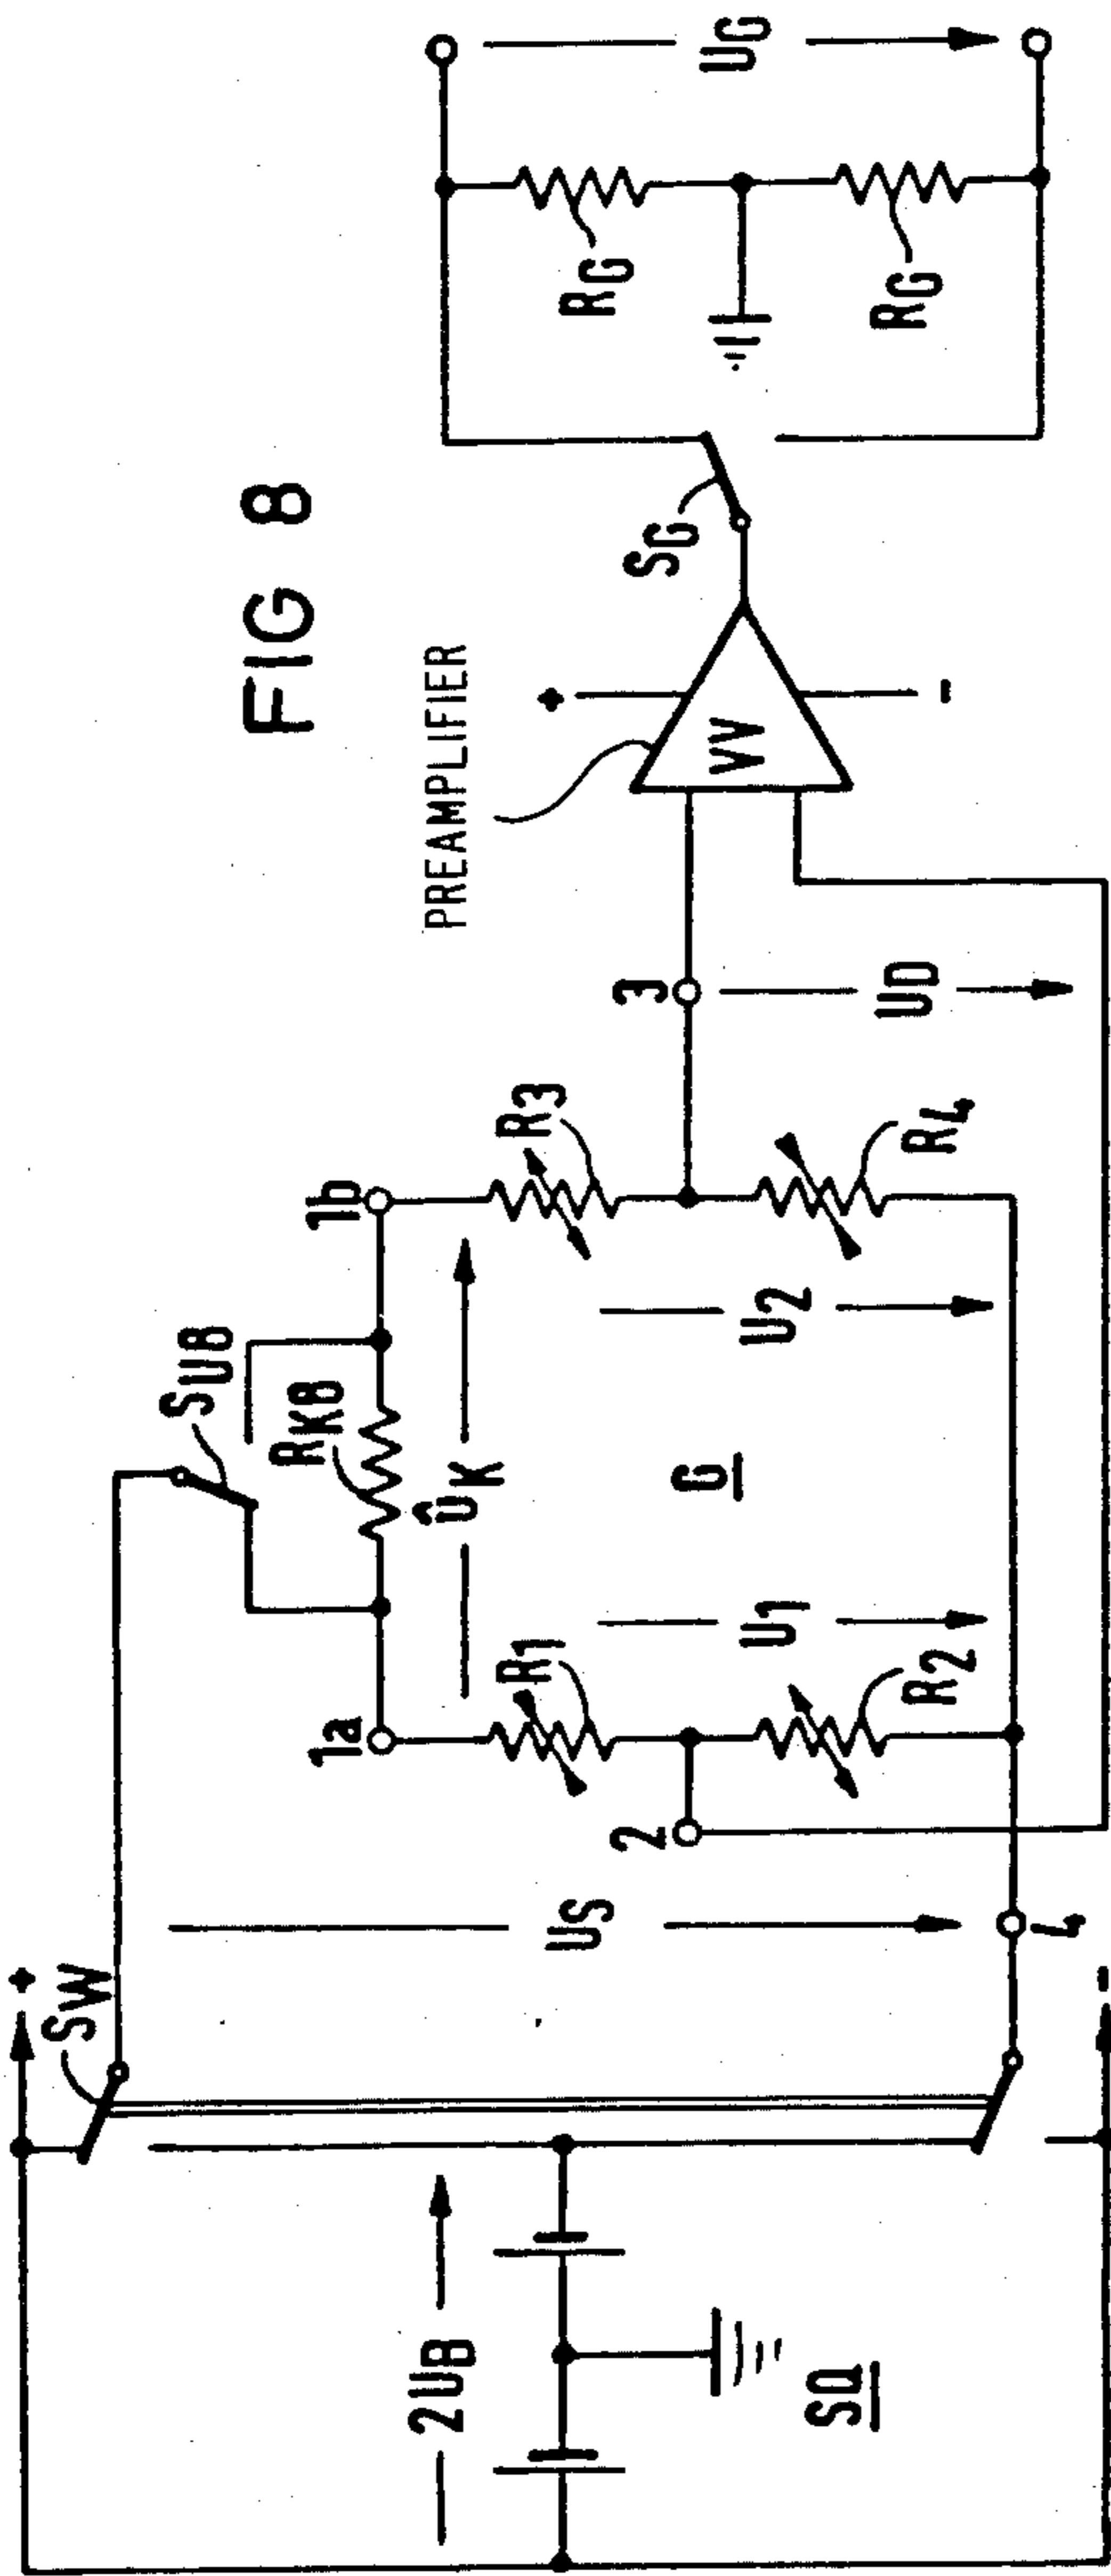 FIG 8
+
SW
2UB
SQ
-
US
4
SUB
RKB
1a
ÛK
1b
R1
R2
2
U1
G
U2
R3
R4
3
UD
PREAMPLIFIER
+
VV
-
SG
RG
RG
UG